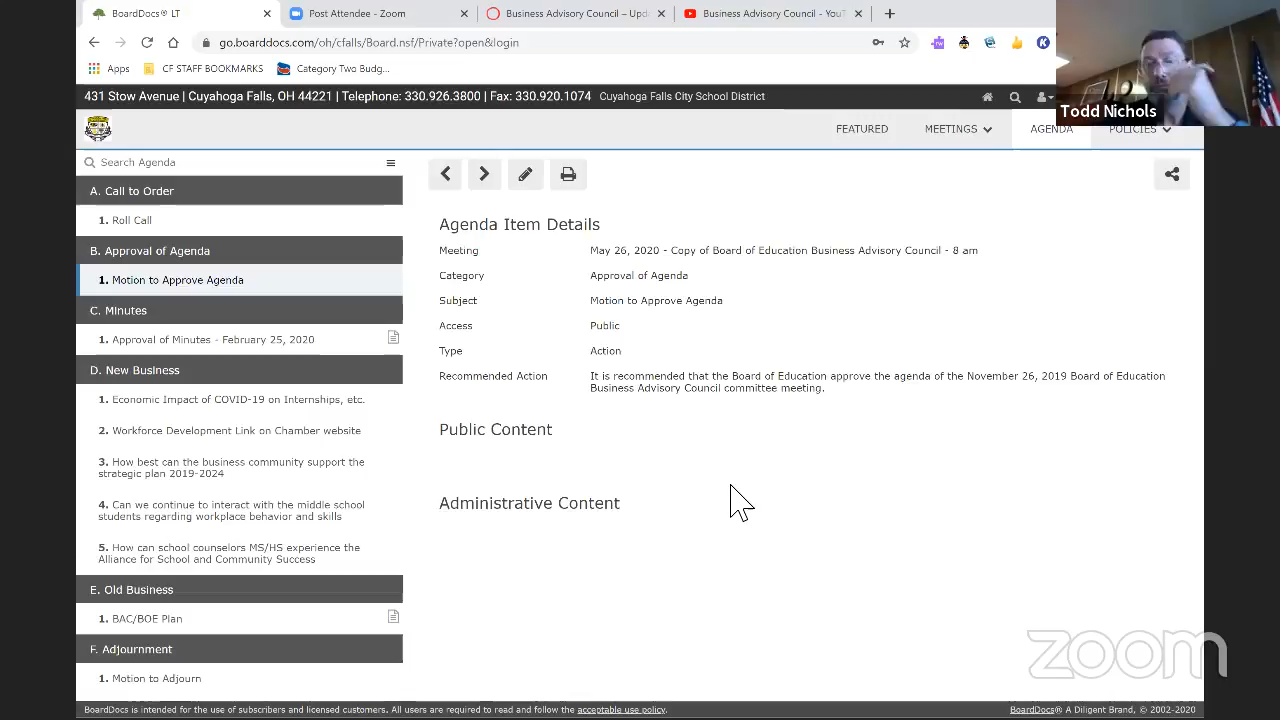 BoardDocs® LT
Post Attendee - Zoom
Business Advisory Council – Upd
Business Advisory Council - YouT
go.boarddocs.com/oh/cfalls/Board.nsf/Private?open&login
Apps
CF STAFF BOOKMARKS
Category Two Budg...
431 Stow Avenue | Cuyahoga Falls, OH 44221 | Telephone: 330.926.3800 | Fax: 330.920.1074 Cuyahoga Falls City School District
Todd Nichols
FEATURED MEETINGS AGENDA POLICIES
Search Agenda
A. Call to Order
1. Roll Call
B. Approval of Agenda
1. Motion to Approve Agenda
C. Minutes
1. Approval of Minutes - February 25, 2020
D. New Business
1. Economic Impact of COVID-19 on Internships, etc.
2. Workforce Development Link on Chamber website
3. How best can the business community support the
strategic plan 2019-2024
4. Can we continue to interact with the middle school
students regarding workplace behavior and skills
5. How can school counselors MS/HS experience the
Alliance for School and Community Success
E. Old Business
1. BAC/BOE Plan
F. Adjournment
1. Motion to Adjourn
Agenda Item Details
Meeting May 26, 2020 - Copy of Board of Education Business Advisory Council - 8 am
Category Approval of Agenda
Subject Motion to Approve Agenda
Access Public
Type Action
Recommended Action It is recommended that the Board of Education approve the agenda of the November 26, 2019 Board of Education
Business Advisory Council committee meeting.
Public Content
Administrative Content
zoom
BoardDocs is intended for the use of subscribers and licensed customers. All users are required to read and follow the acceptable use policy.
BoardDocs® A Diligent Brand, © 2002-2020